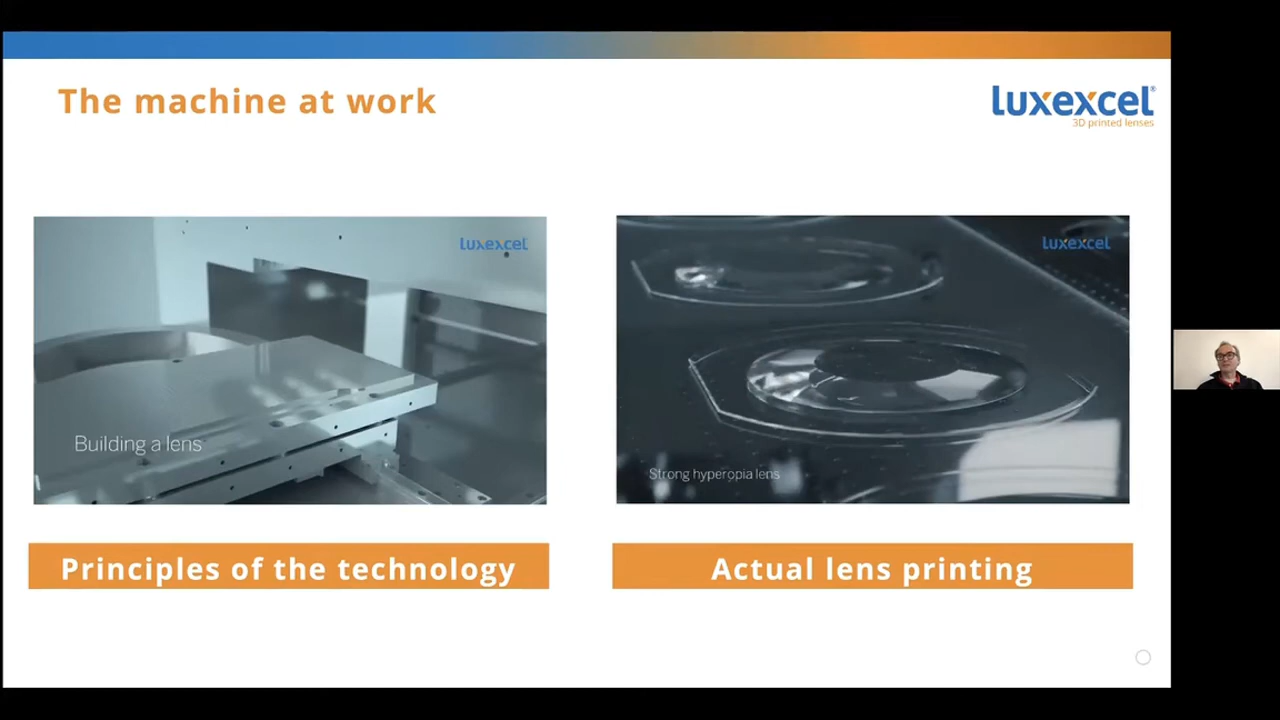 The machine at work
luxexcel®
3D printed lenses
luxexcel
Building a lens
luxexcel
Strong hyperopia lens
Principles of the technology
Actual lens printing